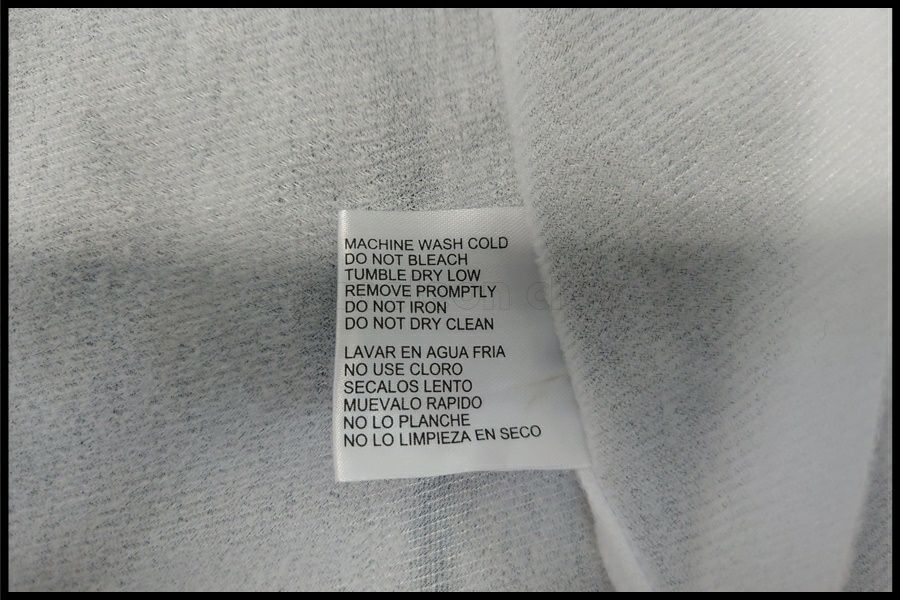 MACHINE WASH COLD
DO NOT BLEACH
TUMBLE DRY LOW
REMOVE PROMPTLY
DO NOT IRON
DO NOT DRY CLEAN
LAVAR EN AGUA FRIA
NO USE CLORO
SECALOS LENTO
MUEVALO RAPIDO
NO LO PLANCHE
NO LO LIMPIEZA EN SECO